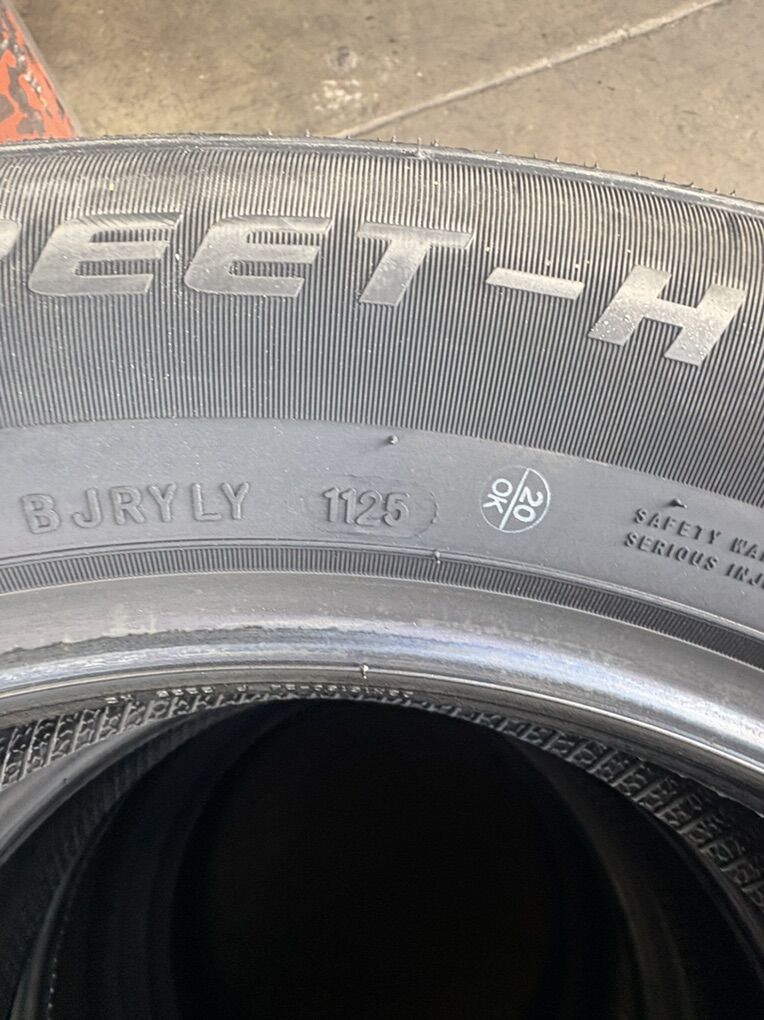 EET-H
BJRYLY 1125
20
OK
SAFETY WA
SERIOUS INJ